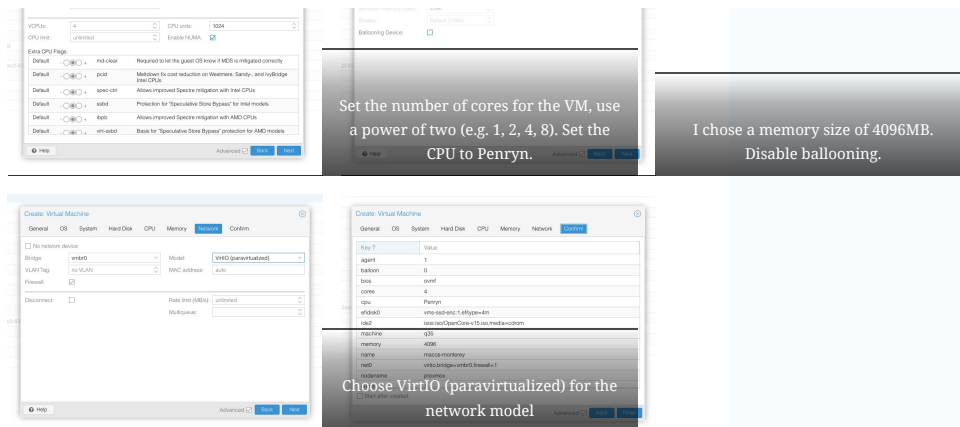 VCPUs: 4 CPU units: 1024
CPU limit: unlimited Enable NUMA:
Extra CPU Flags:
Default - + md-clear Required to let the guest OS know if MDS is mitigated correctly
Default - + pcid Meltdown fix cost reduction on Westmere, Sandy-, and IvyBridge
Intel CPUs
Default - + spec-ctrl Allows improved Spectre mitigation with Intel CPUs
Default - + ssbd Protection for "Speculative Store Bypass" for Intel models
Default - + ibpb Allows improved Spectre mitigation with AMD CPUs
Default - + virt-ssbd Basis for "Speculative Store Bypass" protection for AMD models
Help Advanced Back Next
Shares: Default (1000)
Ballooning Device:
Set the number of cores for the VM, use
a power of two (e.g. 1, 2, 4, 8). Set the
CPU to Penryn.
Help Advanced Back Next
I chose a memory size of 4096MB.
Disable ballooning.
Create: Virtual Machine
General OS System Hard Disk CPU Memory Network Confirm
No network device
Bridge: vmbr0 Model: VirtIO (paravirtualized)
VLAN Tag: no VLAN MAC address: auto
Firewall:
Disconnect: Rate limit (MB/s): unlimited
Multiqueue:
Help Advanced Back Next
Create: Virtual Machine
General OS System Hard Disk CPU Memory Network Confirm
Key ↑ Value
agent 1
balloon 0
bios ovmf
cores 4
cpu Penryn
efidisk0 vms-ssd-enc:1,efitype=4m
ide2 isos:iso/OpenCore-v15.iso,media=cdrom
machine q35
memory 4096
name macos-monterey
net0 virtio,bridge=vmbr0,firewall=1
nodename proxmox
Start after created
Choose VirtIO (paravirtualized) for the
network model
Advanced Back Finish